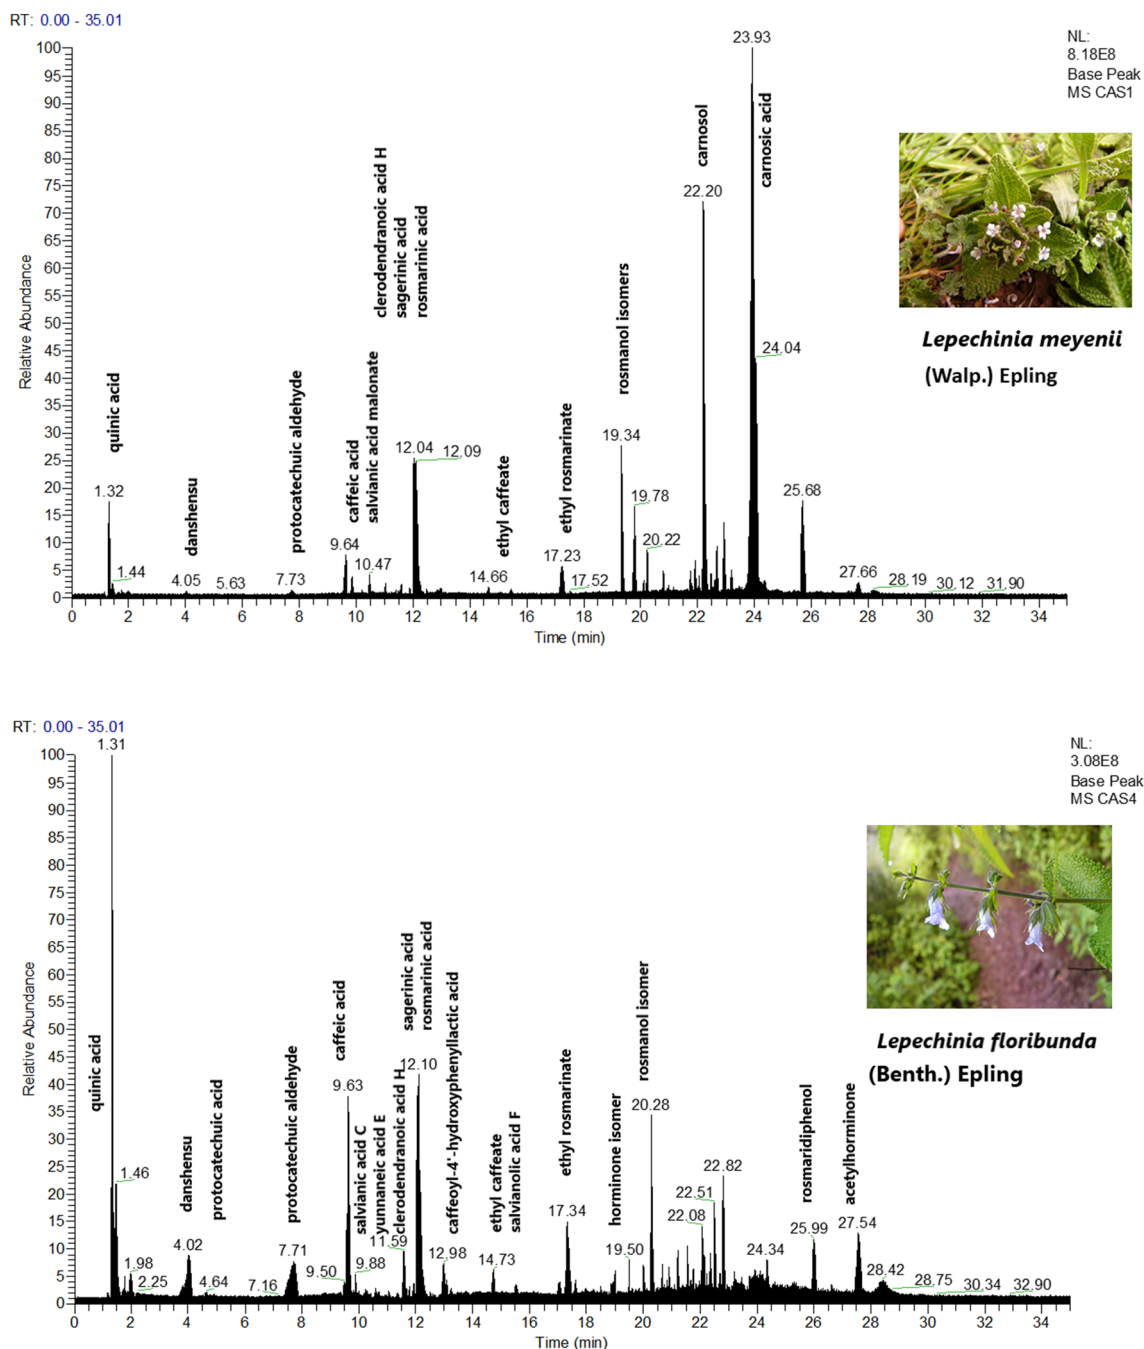 RT: 0.00 - 35.01
NL:
8.18E8
Base Peak
MS CAS1
Relative Abundance
100
95
90
85
80
75
70
65
60
55
50
45
40
35
30
25
20
15
10
5
0
quinic acid
1.32
1.44
danshensu
4.05
5.63
protocatechuic aldehyde
7.73
caffeic acid
salvianic acid malonate
9.64
10.47
clerodendranoic acid H
sagerinic acid
rosmarinic acid
12.04
12.09
ethyl caffeate
14.66
ethyl rosmarinate
17.23
17.52
rosmanol isomers
19.34
19.78
20.22
carnosol
22.20
23.93
carnosic acid
24.04
25.68
27.66
28.19
30.12
31.90
0 2 4 6 8 10 12 14 16 18 20 22 24 26 28 30 32 34
Time (min)
Lepechinia meyenii
(Walp.) Epling
RT: 0.00 - 35.01
NL:
3.08E8
Base Peak
MS CAS4
Relative Abundance
100
95
90
85
80
75
70
65
60
55
50
45
40
35
30
25
20
15
10
5
0
quinic acid
1.31
1.46
1.98
2.25
danshensu
4.02
protocatechuic acid
4.64
7.16
protocatechuic aldehyde
7.71
caffeic acid
9.50
9.63
salvianic acid C
9.88
yunnaneic acid E
clerodendranoic acid H
11.59
sagerinic acid
rosmarinic acid
12.10
caffeoyl-4'-hydroxyphenyllactic acid
12.98
ethyl caffeate
salvianolic acid F
14.73
ethyl rosmarinate
17.34
horminone isomer
19.50
rosmanol isomer
20.28
22.08
22.51
22.82
24.34
rosmaridiphenol
25.99
acetylhorminone
27.54
28.42
28.75
30.34
32.90
0 2 4 6 8 10 12 14 16 18 20 22 24 26 28 30 32 34
Time (min)
Lepechinia floribunda
(Benth.) Epling